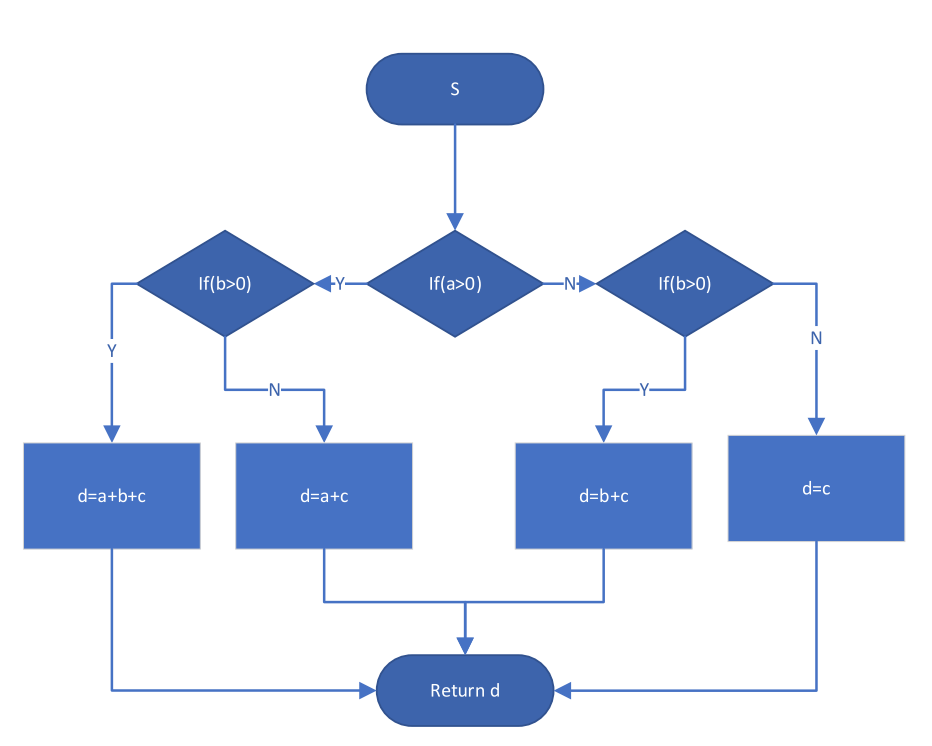 S
If(b>0)
Y
If(a>0)
N
If(b>0)
Y
N
N
Y
d=a+b+c
d=a+c
d=b+c
d=c
Return d